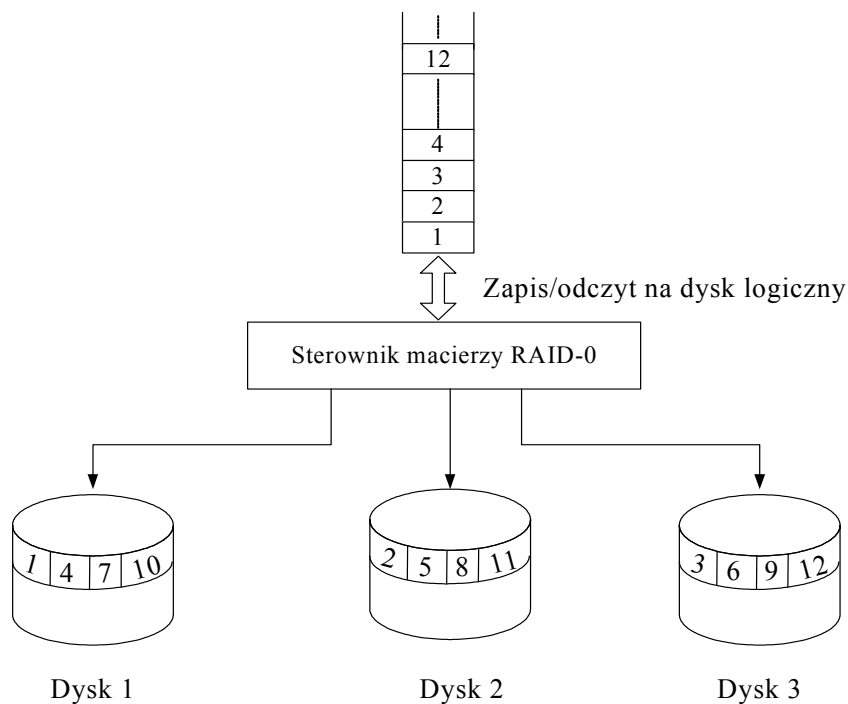 12
4
3
2
1
Zapis/odczyt na dysk logiczny
Sterownik macierzy RAID-0
1 4 7 10
2 5 8 11
3 6 9 12
Dysk 1
Dysk 2
Dysk 3